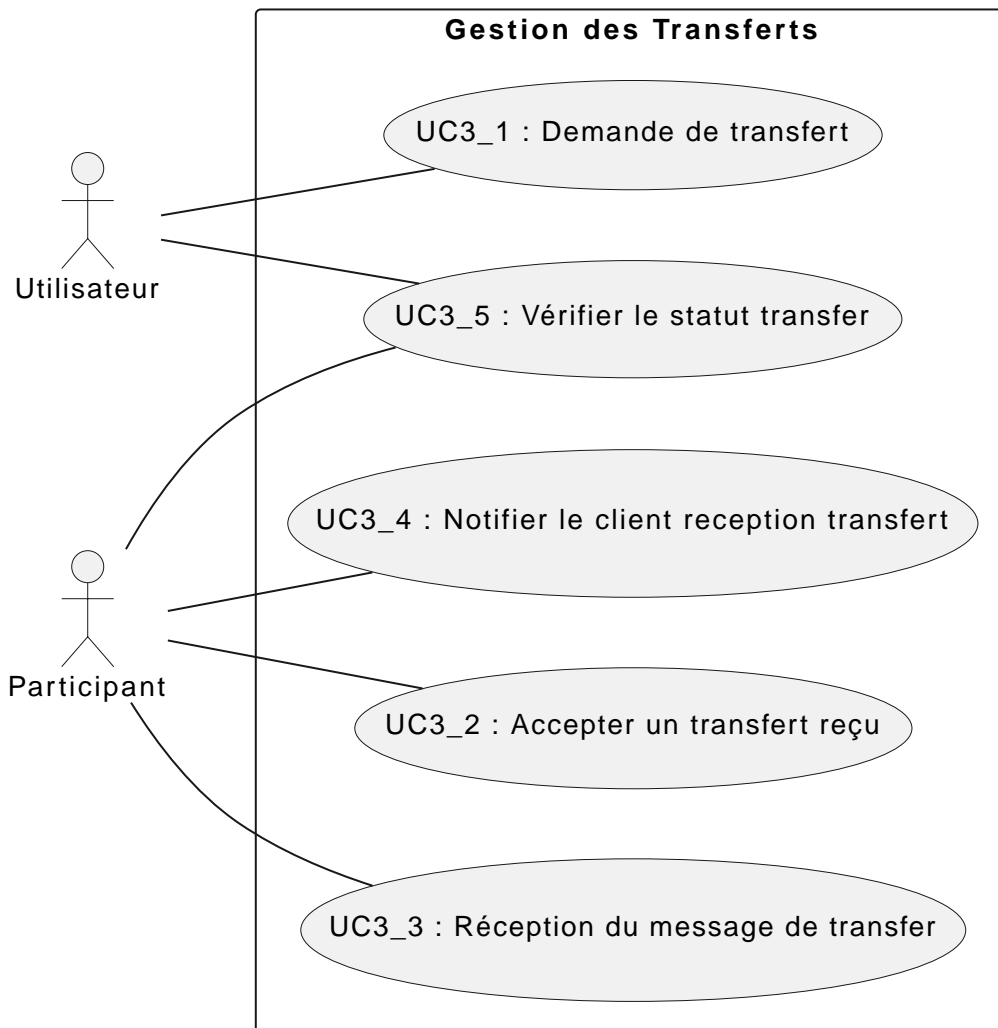 Gestion des Transferts
UC3_1 : Demande de transfert
Utilisateur
UC3_5 : Vérifier le statut transfer
UC3_4 : Notifier le client reception transfert
Participant
UC3_2 : Accepter un transfert reçu
UC3_3 : Réception du message de transfer